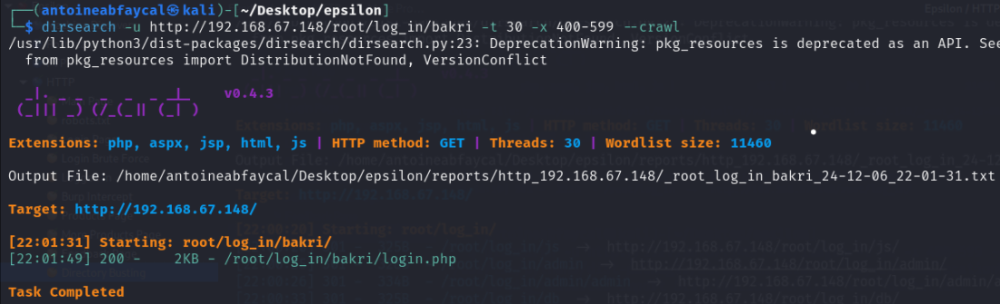 (antoineabfaycal㉿kali)-[~/Desktop/epsilon]
$ dirsearch -u http://192.168.67.148/root/log_in/bakri -t 30 -x 400-599 --crawl
/usr/lib/python3/dist-packages/dirsearch/dirsearch.py:23: DeprecationWarning: pkg_resources is deprecated as an API. See
from pkg_resources import DistributionNotFound, VersionConflict
v0.4.3
Extensions: php, aspx, jsp, html, js | HTTP method: GET | Threads: 30 | Wordlist size: 11460
Output File: /home/antoineabfaycal/Desktop/epsilon/reports/http_192.168.67.148/_root_log_in_bakri_24-12-06_22-01-31.txt
Target: http://192.168.67.148/
[22:01:31] Starting: root/log_in/bakri/
[22:01:49] 200 -    2KB - /root/log_in/bakri/login.php
Task Completed